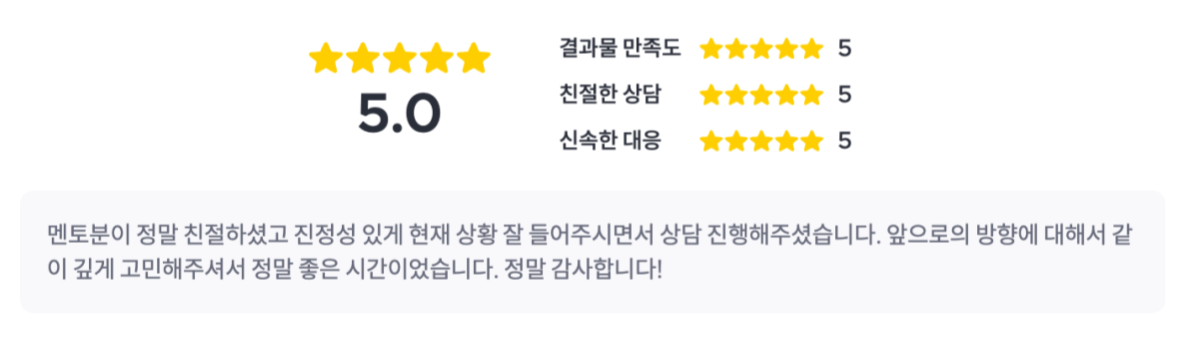 5.0
결과물 만족도 5
친절한 상담 5
신속한 대응 5
멘토분이 정말 친절하셨고 진정성 있게 현재 상황 잘 들어주시면서 상담 진행해주셨습니다. 앞으로의 방향에 대해서 같
이 깊게 고민해주셔서 정말 좋은 시간이었습니다. 정말 감사합니다!